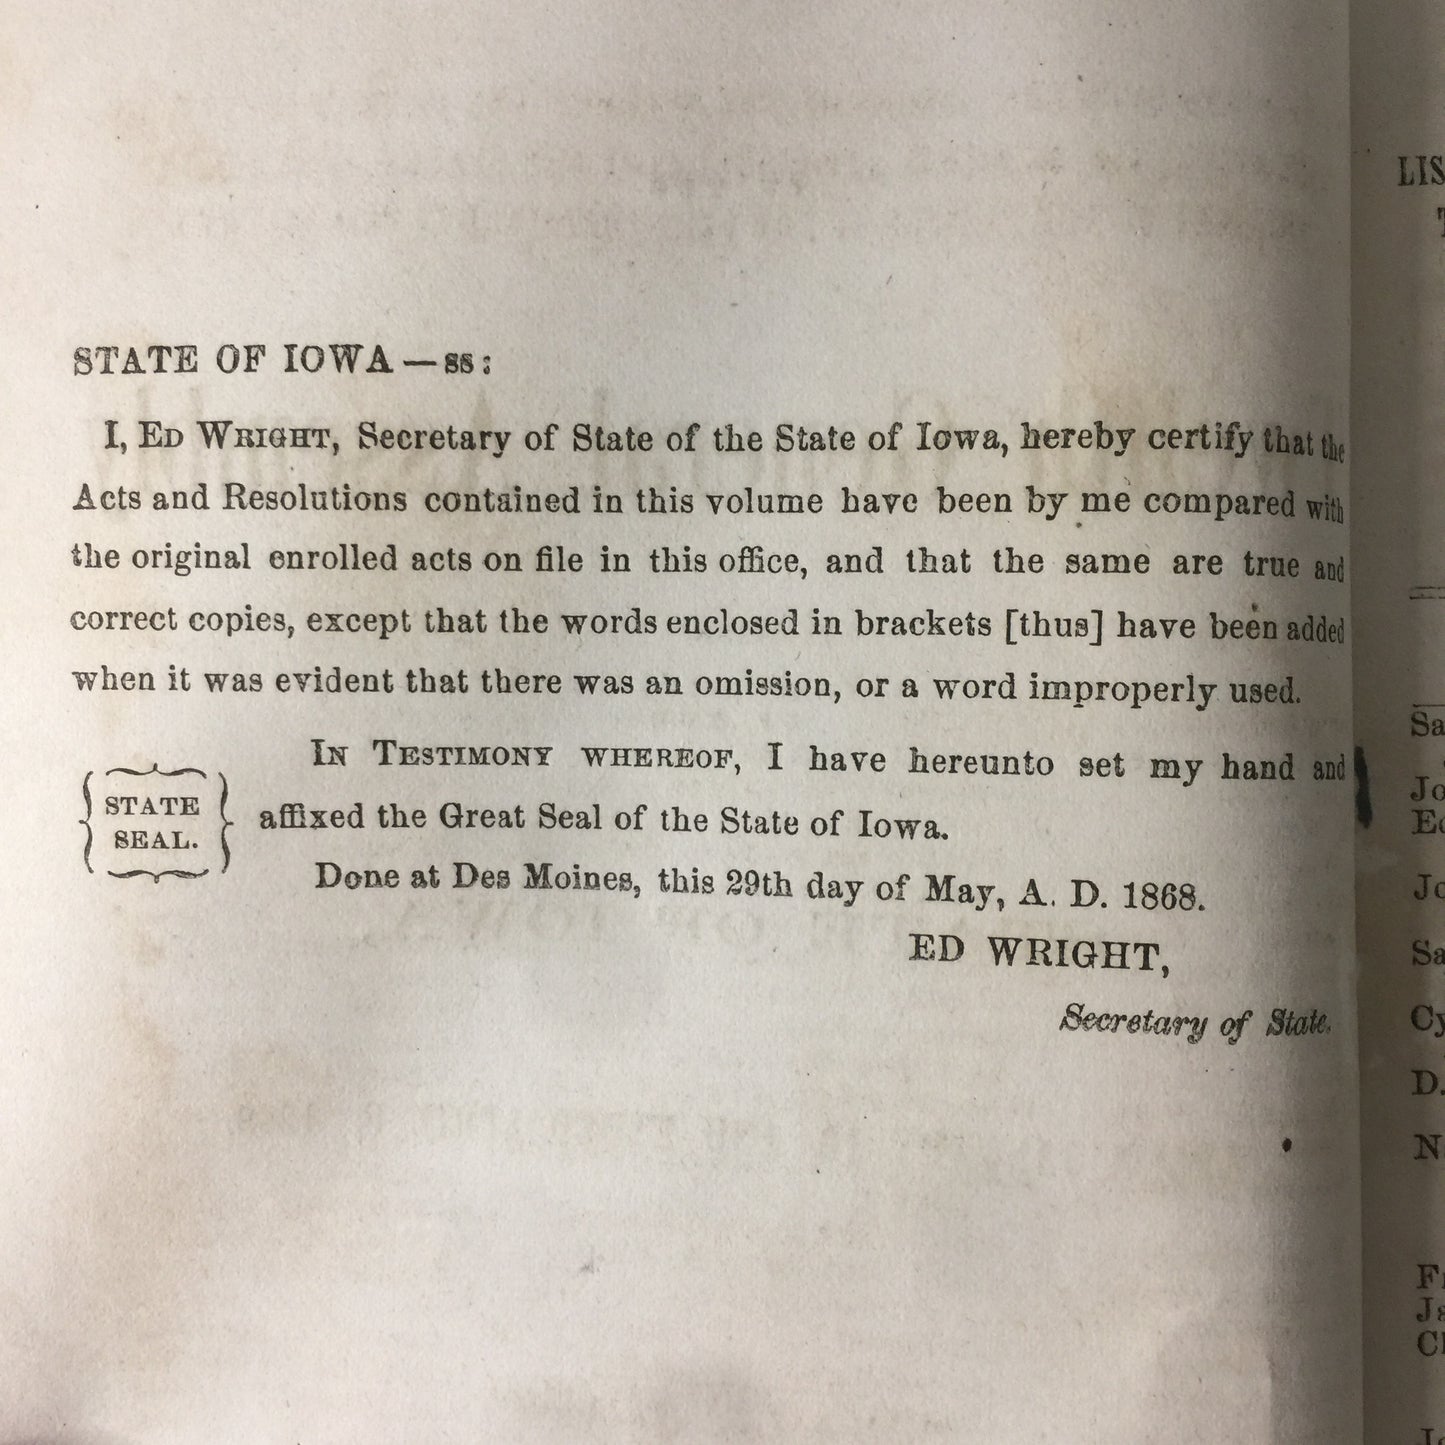 STATE OF IOWA — ss:
I, ED WRIGHT, Secretary of State of the State of Iowa, hereby certify that the
Acts and Resolutions contained in this volume have been by me compared with
the original enrolled acts on file in this office, and that the same are true and
correct copies, except that the words enclosed in brackets [thus] have been added
when it was evident that there was an omission, or a word improperly used.
IN TESTIMONY WHEREOF, I have hereunto set my hand and
affixed the Great Seal of the State of Iowa.
STATE
SEAL.
Done at Des Moines, this 29th day of May, A. D. 1868.
ED WRIGHT,
Secretary of State.